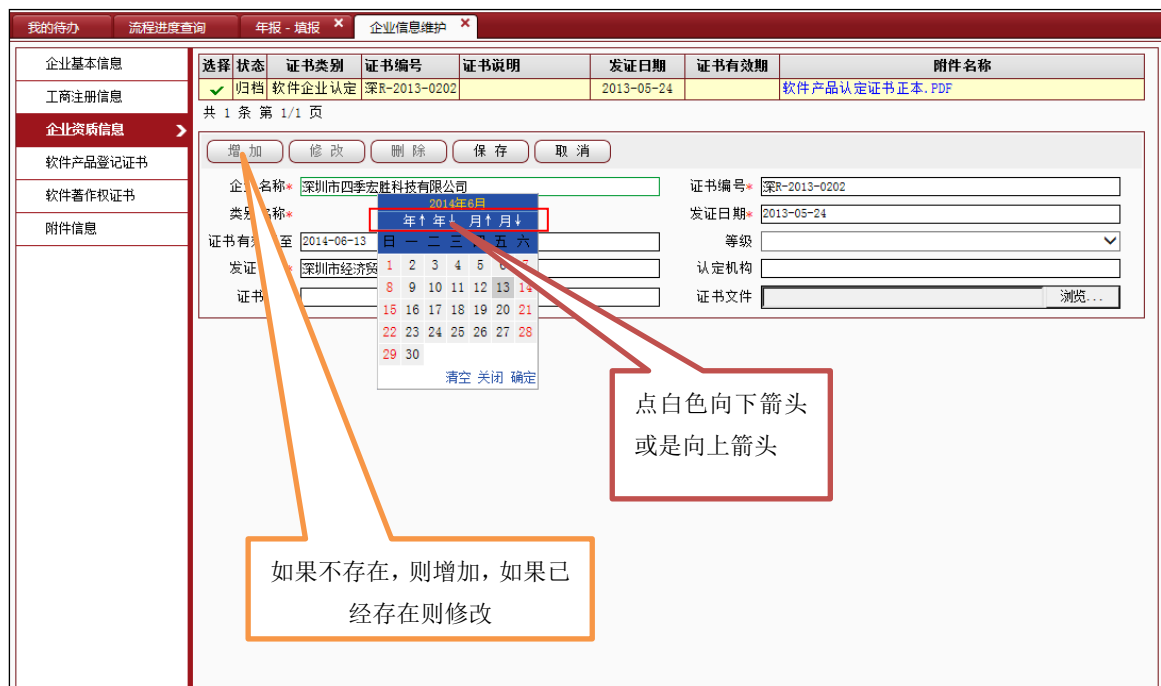 我的待办 流程进度查询 年报 - 填报 × 企业信息维护 ×
企业基本信息
工商注册信息
企业资质信息
软件产品登记证书
软件著作权证书
附件信息
选择 状态 证书类别 证书编号 证书说明 发证日期 证书有效期 附件名称
归档 软件企业认定 深R-2013-0202 2013-05-24 软件产品认定证书正本.PDF
共 1 条 第 1/1 页
增 加 修 改 删 除 保 存 取 消
企业名称* 深圳市四季宏胜科技有限公司 证书编号* 深R-2013-0202
类别名称* 发证日期* 2013-05-24
证书有 至 2014-06-13 等级
发证 * 深圳市经济贸 认定机构
证书 证书文件 浏览...
2014年6月
年↑ 年↓ 月↑ 月↓
日 一 二 三 五 六
1 2 3 4 5 6 7
8 9 10 11 12 13 14
15 16 17 18 19 20 21
22 23 24 25 26 27 28
29 30
清空 关闭 确定
点白色向下箭头
或是向上箭头
如果不存在，则增加，如果已
经存在则修改